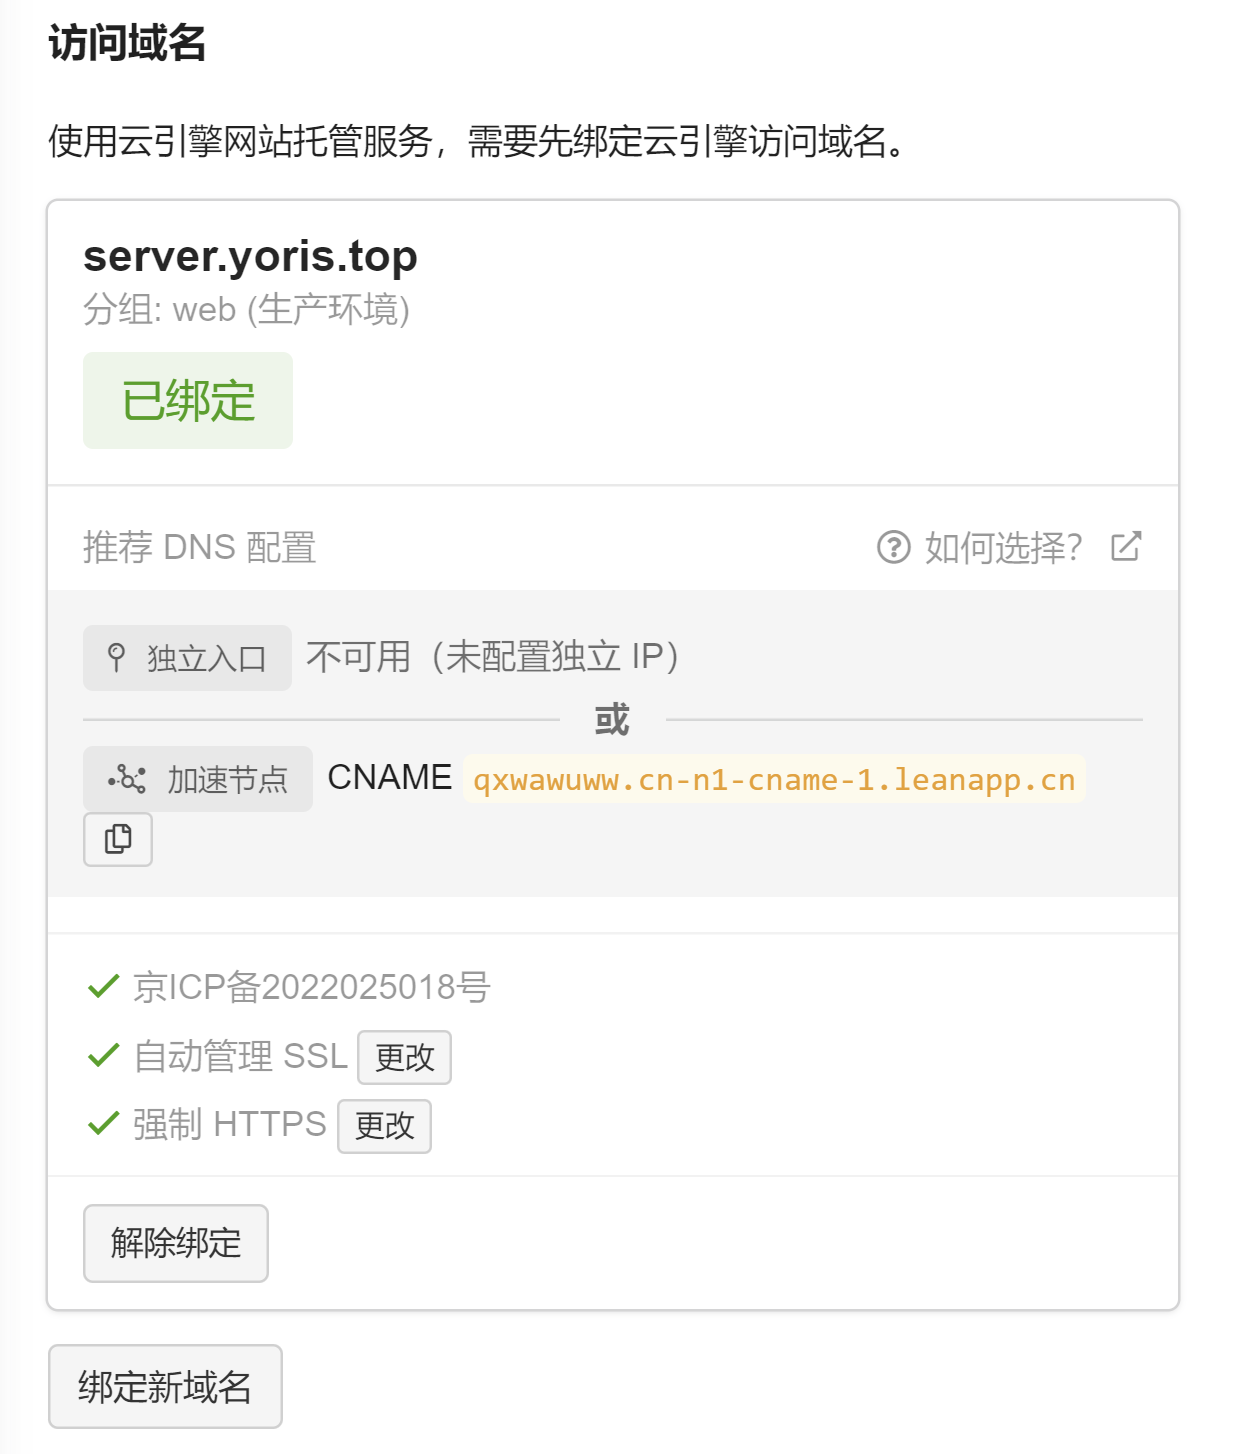 访问域名
使用云引擎网站托管服务，需要先绑定云引擎访问域名。
server.yoris.top
分组: web (生产环境)
已绑定
推荐 DNS 配置
如何选择?
独立入口 不可用（未配置独立 IP）
或
加速节点 CNAME qxwawuww.cn-n1-cname-1.leanapp.cn
京ICP备2022025018号
自动管理 SSL 更改
强制 HTTPS 更改
解除绑定
绑定新域名